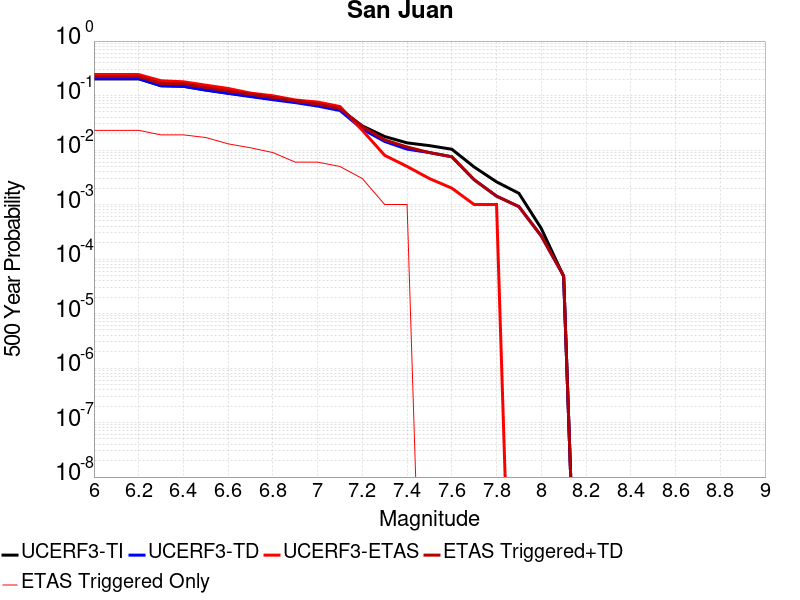 San Juan
10^0
10^-1
10^-2
10^-3
10^-4
10^-5
10^-6
10^-7
10^-8
500 Year Probability
6 6.2 6.4 6.6 6.8 7 7.2 7.4 7.6 7.8 8 8.2 8.4 8.6 8.8 9
Magnitude
UCERF3-TI UCERF3-TD UCERF3-ETAS ETAS Triggered+TD
ETAS Triggered Only